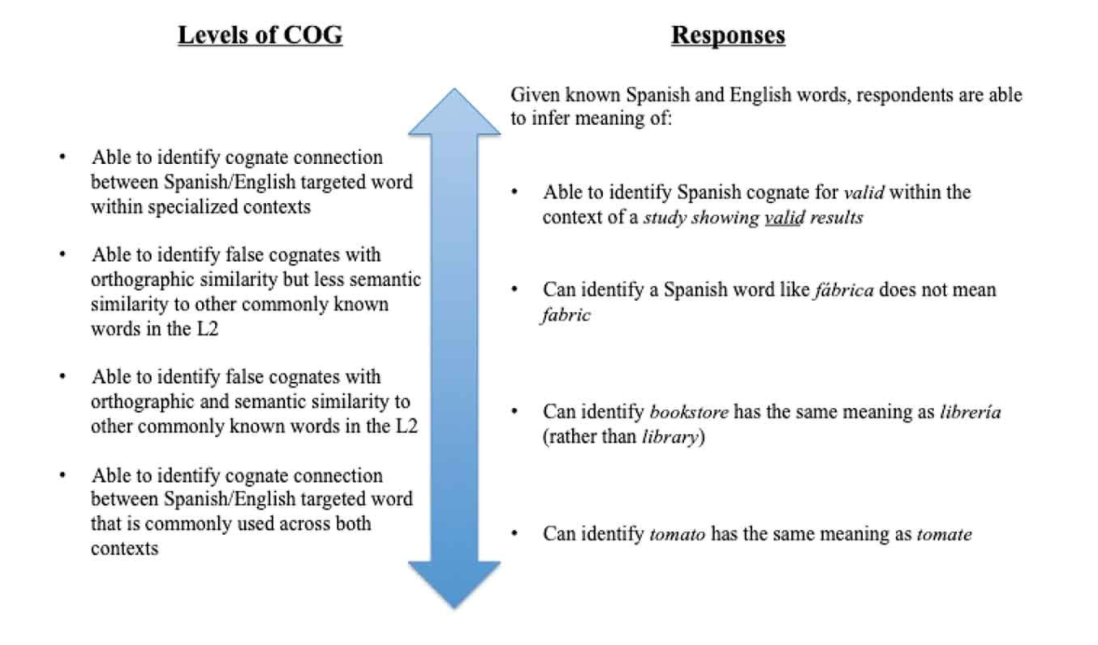 Levels of COG
• Able to identify cognate connection
between Spanish/English targeted word
within specialized contexts
• Able to identify false cognates with
orthographic similarity but less semantic
similarity to other commonly known
words in the L2
• Able to identify false cognates with
orthographic and semantic similarity to
other commonly known words in the L2
• Able to identify cognate connection
between Spanish/English targeted word
that is commonly used across both
contexts
Responses
Given known Spanish and English words, respondents are able
to infer meaning of:
• Able to identify Spanish cognate for valid within the
context of a study showing valid results
• Can identify a Spanish word like fábrica does not mean
fabric
• Can identify bookstore has the same meaning as librería
(rather than library)
• Can identify tomato has the same meaning as tomate